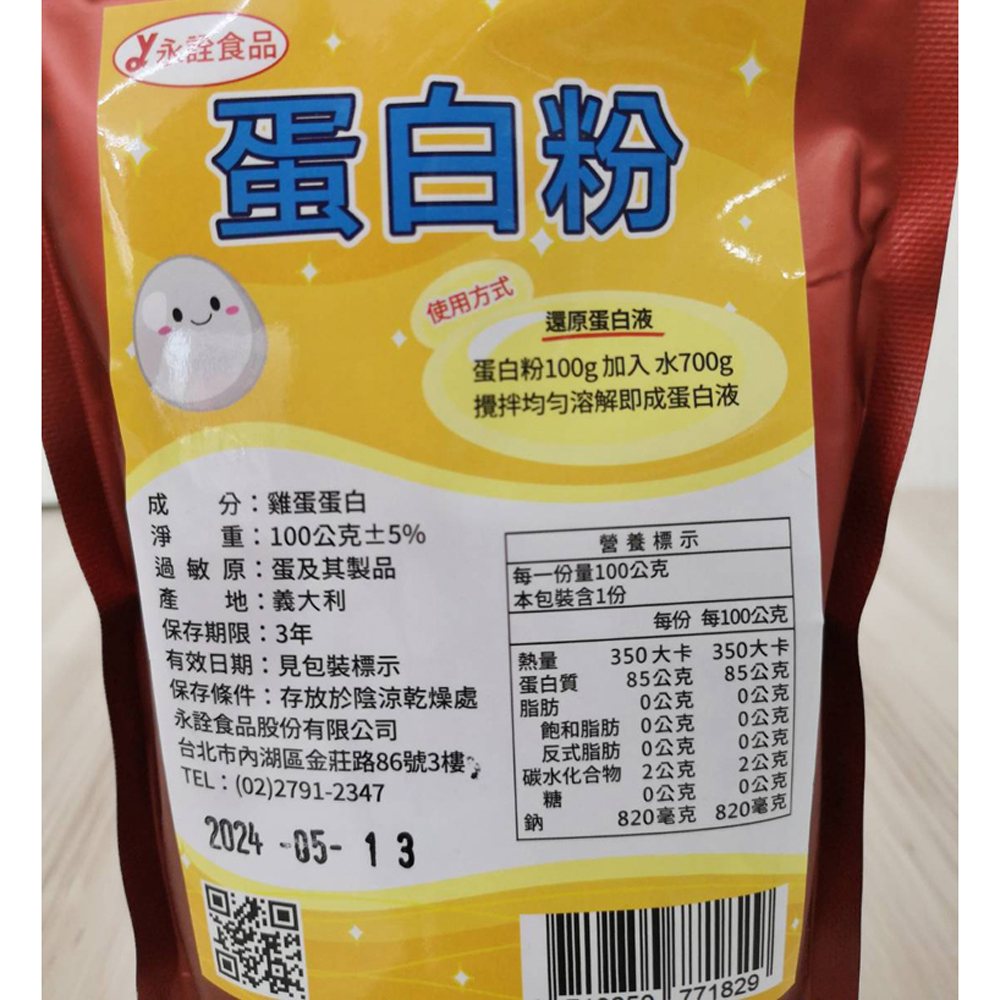 永詮食品
蛋白粉
使用方式
還原蛋白液
蛋白粉100g加入 水700g
攪拌均勻溶解即成蛋白液
成分：雞蛋蛋白
淨重：100公克±5%
過敏原：蛋及其製品
產地：義大利
保存期限：3年
有效日期：見包裝標示
保存條件：存放於陰涼乾燥處
永詮食品股份有限公司
台北市內湖區金莊路86號3樓
TEL：(02)2791-2347
2024 -05- 13
營養標示
每一份量100公克
本包裝含1份
每份 每100公克
熱量 350大卡 350大卡
蛋白質 85公克 85公克
脂肪 0公克 0公克
飽和脂肪 0公克 0公克
反式脂肪 0公克 0公克
碳水化合物 2公克 2公克
糖 0公克 0公克
鈉 820毫克 820毫克
771829